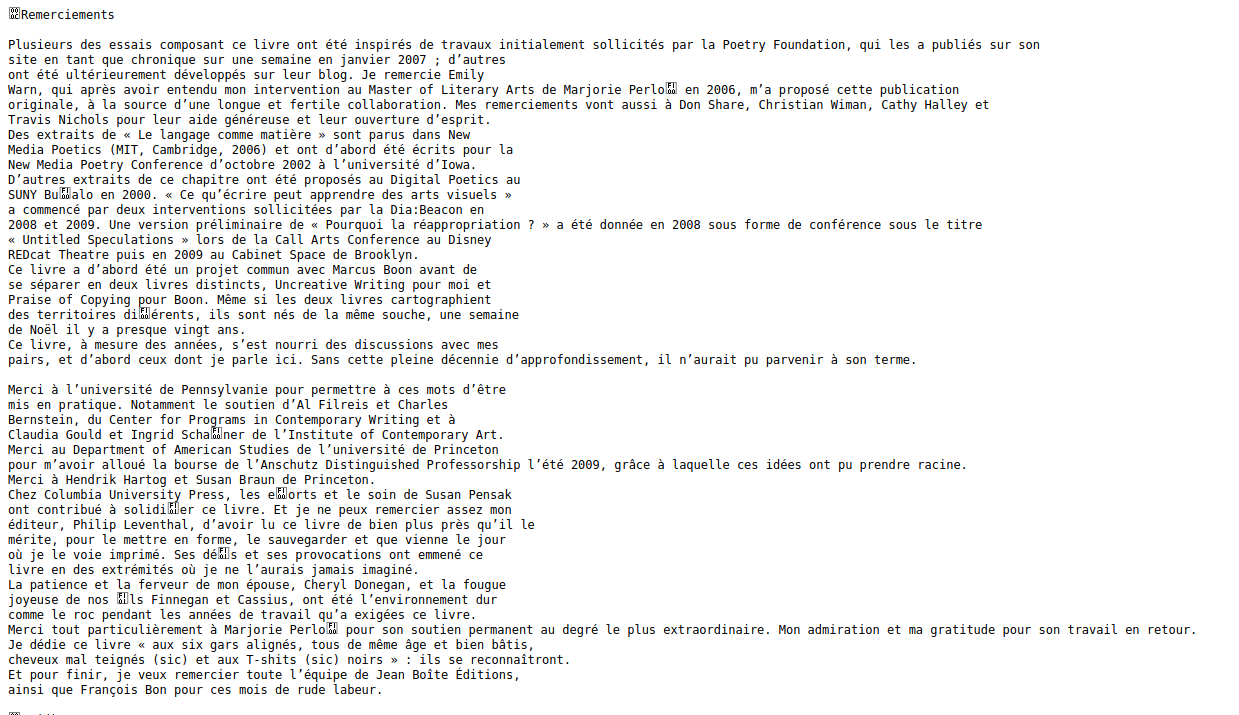 Remerciements
Plusieurs des essais composant ce livre ont été inspirés de travaux initialement sollicités par la Poetry Foundation, qui les a publiés sur son
site en tant que chronique sur une semaine en janvier 2007 ; d’autres
ont été ultérieurement développés sur leur blog. Je remercie Emily
Warn, qui après avoir entendu mon intervention au Master of Literary Arts de Marjorie Perloff en 2006, m’a proposé cette publication
originale, à la source d’une longue et fertile collaboration. Mes remerciements vont aussi à Don Share, Christian Wiman, Cathy Halley et
Travis Nichols pour leur aide généreuse et leur ouverture d’esprit.
Des extraits de « Le langage comme matière » sont parus dans New
Media Poetics (MIT, Cambridge, 2006) et ont d’abord été écrits pour la
New Media Poetry Conference d’octobre 2002 à l’université d’Iowa.
D’autres extraits de ce chapitre ont été proposés au Digital Poetics au
SUNY Buffalo en 2000. « Ce qu’écrire peut apprendre des arts visuels »
a commencé par deux interventions sollicitées par la Dia:Beacon en
2008 et 2009. Une version préliminaire de « Pourquoi la réappropriation ? » a été donnée en 2008 sous forme de conférence sous le titre
« Untitled Speculations » lors de la Call Arts Conference au Disney
REDcat Theatre puis en 2009 au Cabinet Space de Brooklyn.
Ce livre a d’abord été un projet commun avec Marcus Boon avant de
se séparer en deux livres distincts, Uncreative Writing pour moi et
Praise of Copying pour Boon. Même si les deux livres cartographient
des territoires différents, ils sont nés de la même souche, une semaine
de Noël il y a presque vingt ans.
Ce livre, à mesure des années, s’est nourri des discussions avec mes
pairs, et d’abord ceux dont je parle ici. Sans cette pleine décennie d’approfondissement, il n’aurait pu parvenir à son terme.
Merci à l’université de Pennsylvanie pour permettre à ces mots d’être
mis en pratique. Notamment le soutien d’Al Filreis et Charles
Bernstein, du Center for Programs in Contemporary Writing et à
Claudia Gould et Ingrid Schaffner de l’Institute of Contemporary Art.
Merci au Department of American Studies de l’université de Princeton
pour m’avoir alloué la bourse de l’Anschutz Distinguished Professorship l’été 2009, grâce à laquelle ces idées ont pu prendre racine.
Merci à Hendrik Hartog et Susan Braun de Princeton.
Chez Columbia University Press, les efforts et le soin de Susan Pensak
ont contribué à solidifier ce livre. Et je ne peux remercier assez mon
éditeur, Philip Leventhal, d’avoir lu ce livre de bien plus près qu’il le
mérite, pour le mettre en forme, le sauvegarder et que vienne le jour
où je le voie imprimé. Ses défis et ses provocations ont emmené ce
livre en des extrémités où je ne l’aurais jamais imaginé.
La patience et la ferveur de mon épouse, Cheryl Donegan, et la fougue
joyeuse de nos fils Finnegan et Cassius, ont été l’environnement dur
comme le roc pendant les années de travail qu’a exigées ce livre.
Merci tout particulièrement à Marjorie Perloff pour son soutien permanent au degré le plus extraordinaire. Mon admiration et ma gratitude pour son travail en retour.
Je dédie ce livre « aux six gars alignés, tous de même âge et bien bâtis,
cheveux mal teignés (sic) et aux T-shits (sic) noirs » : ils se reconnaîtront.
Et pour finir, je veux remercier toute l’équipe de Jean Boîte Éditions,
ainsi que François Bon pour ces mois de rude labeur.